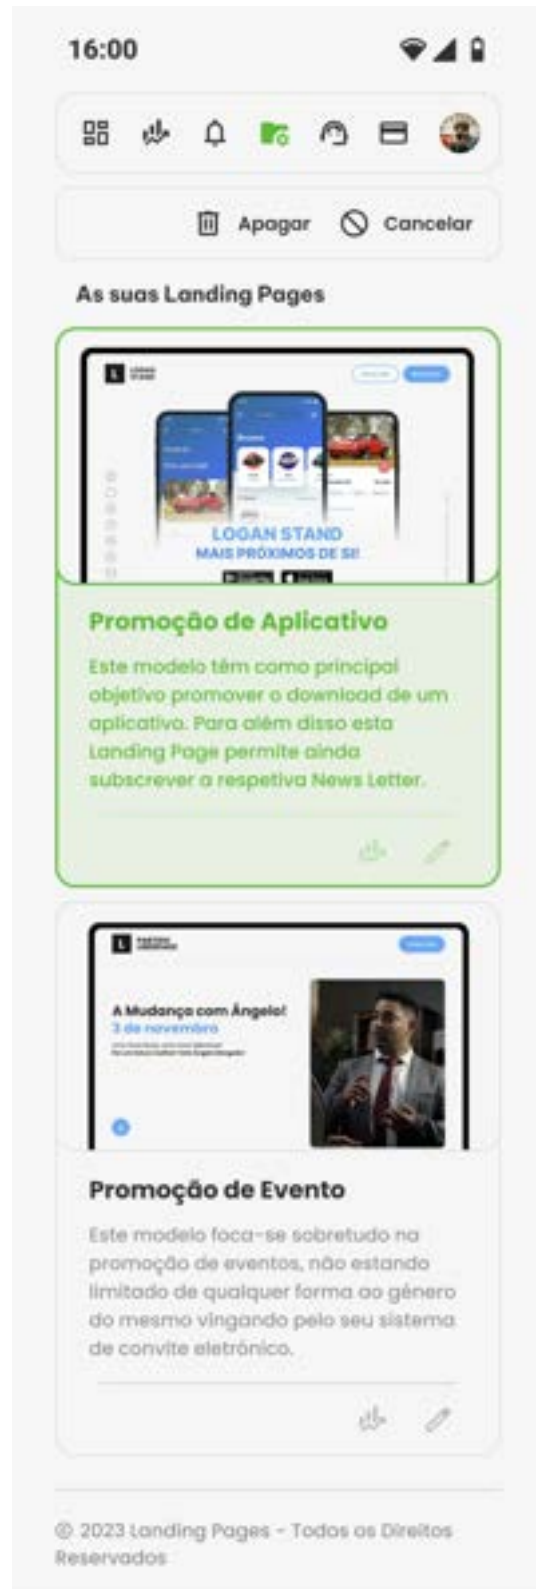 16:00
Apagar Cancelar
As suas Landing Pages
L LOGAN
STAND
LOGAN STAND
MAIS PRÓXIMOS DE SI!
Promoção de Aplicativo
Este modelo têm como principal
objetivo promover o download de um
aplicativo. Para além disso esta
Landing Page permite ainda
subscrever a respetiva News Letter.
L
A Mudança com Ângelo!
3 de novembro
Promoção de Evento
Este modelo foca-se sobretudo na
promoção de eventos, não estando
limitado de qualquer forma ao género
do mesmo vingando pelo seu sistema
de convite eletrónico.
© 2023 Landing Pages - Todos os Direitos
Reservados